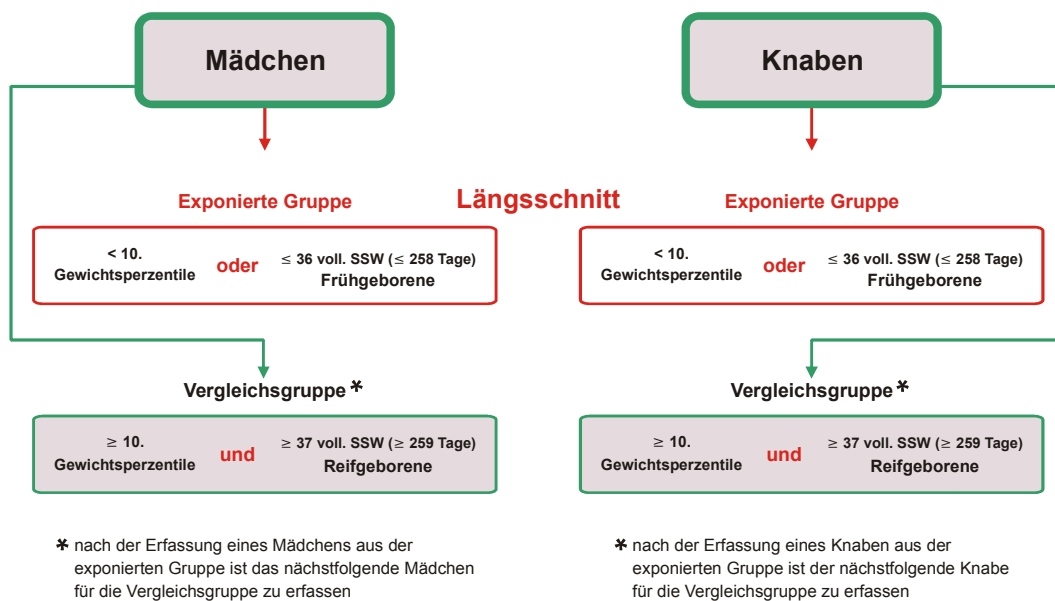 Mädchen
Knaben
Längsschnitt
Exponierte Gruppe
< 10.
Gewichtsperzentile
oder
≤ 36 voll. SSW (≤ 258 Tage)
Frühgeborene
Vergleichsgruppe *
≥ 10.
Gewichtsperzentile
und
≥ 37 voll. SSW (≥ 259 Tage)
Reifgeborene
* nach der Erfassung eines Mädchens aus der
exponierten Gruppe ist das nächstfolgende Mädchen
für die Vergleichsgruppe zu erfassen
Exponierte Gruppe
< 10.
Gewichtsperzentile
oder
≤ 36 voll. SSW (≤ 258 Tage)
Frühgeborene
Vergleichsgruppe *
≥ 10.
Gewichtsperzentile
und
≥ 37 voll. SSW (≥ 259 Tage)
Reifgeborene
* nach der Erfassung eines Knaben aus der
exponierten Gruppe ist der nächstfolgende Knabe
für die Vergleichsgruppe zu erfassen